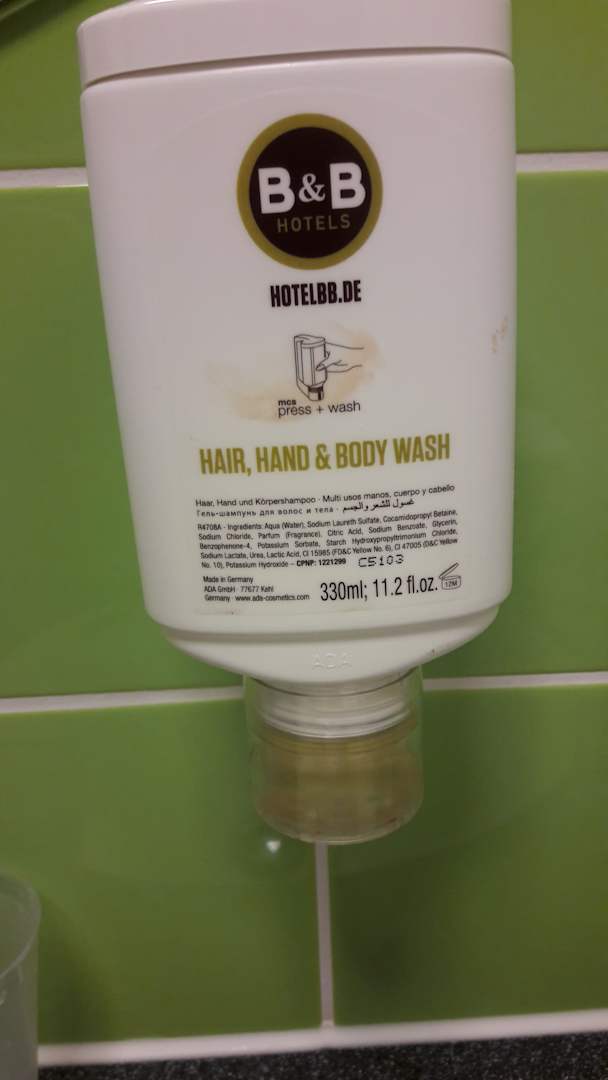 B&B
HOTELS
HOTELBB.DE
mcs
press + wash
HAIR, HAND & BODY WASH
Haar, Hand und Körpershampoo · Multi usos manos, cuerpo y cabello
Гель-шампунь для волос и тела · غسول للشعر والجسم
R4708A - Ingredients: Aqua (Water), Sodium Laureth Sulfate, Cocamidopropyl Betaine,
Sodium Chloride, Parfum (Fragrance), Citric Acid, Sodium Benzoate, Glycerin,
Benzophenone-4, Potassium Sorbate, Starch Hydroxypropyltrimonium Chloride,
Sodium Lactate, Urea, Lactic Acid, CI 15985 (FD&C Yellow No. 6), CI 47005 (D&C Yellow
No. 10), Potassium Hydroxide – CPNP: 1221299 C5103
Made in Germany
ADA GmbH · 77677 Kehl
Germany · www.ada-cosmetics.com
330ml; 11.2 fl.oz. 12M
ADA